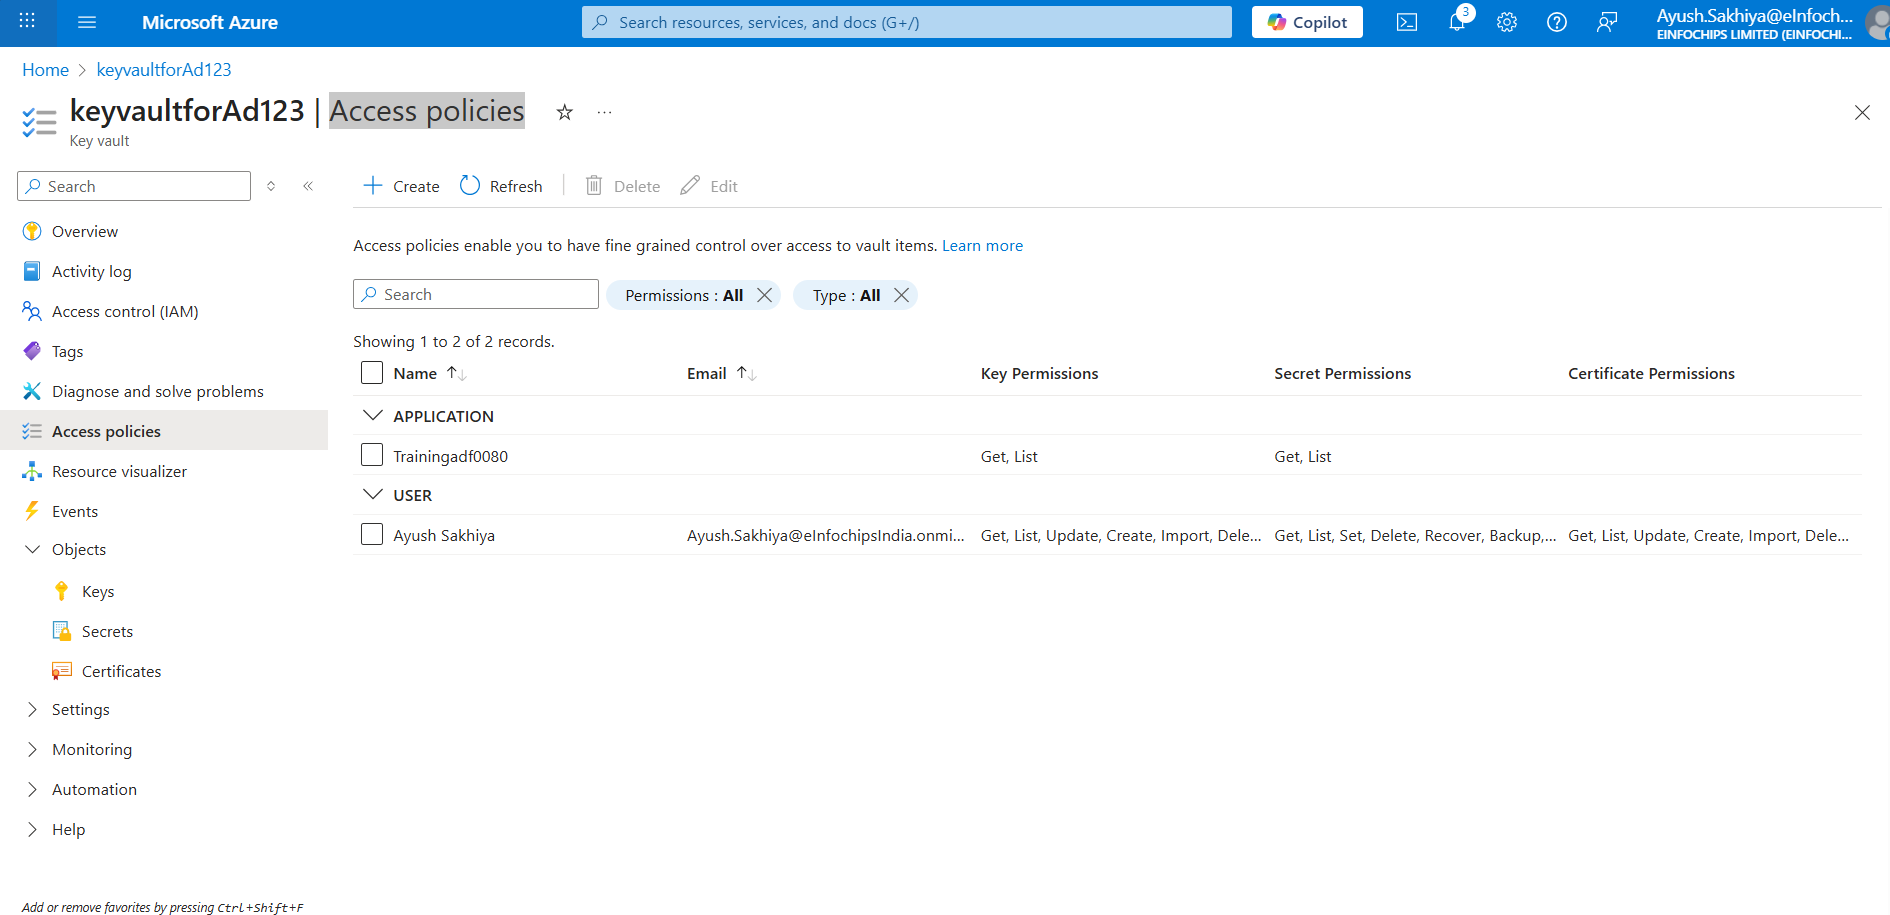 Microsoft Azure
Search resources, services, and docs (G+/)
Copilot
3
Ayush.Sakhiya@eInfoch...
EINFOCHIPS LIMITED (EINFOCHI...
Home > keyvaultforAd123
keyvaultforAd123 | Access policies
Key vault
Search
Create
Refresh
Delete
Edit
Overview
Activity log
Access control (IAM)
Tags
Diagnose and solve problems
Access policies
Resource visualizer
Events
Objects
Keys
Secrets
Certificates
Settings
Monitoring
Automation
Help
Add or remove favorites by pressing Ctrl+Shift+F
Access policies enable you to have fine grained control over access to vault items. Learn more
Search
Permissions : All
Type : All
Showing 1 to 2 of 2 records.
Name Email Key Permissions Secret Permissions Certificate Permissions
APPLICATION
Trainingadf0080 Get, List Get, List
USER
Ayush Sakhiya Ayush.Sakhiya@eInfochipsIndia.onmi... Get, List, Update, Create, Import, Dele... Get, List, Set, Delete, Recover, Backup,... Get, List, Update, Create, Import, Dele...